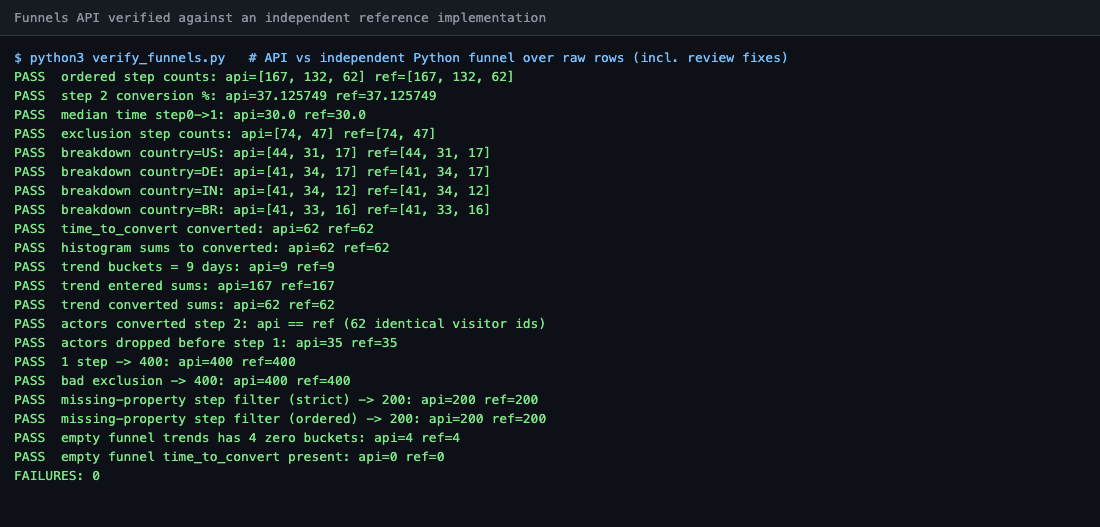 Funnels API verified against an independent reference implementation
$ python3 verify_funnels.py   # API vs independent Python funnel over raw rows (incl. review fixes)
PASS  ordered step counts: api=[167, 132, 62] ref=[167, 132, 62]
PASS  step 2 conversion %: api=37.125749 ref=37.125749
PASS  median time step0->1: api=30.0 ref=30.0
PASS  exclusion step counts: api=[74, 47] ref=[74, 47]
PASS  breakdown country=US: api=[44, 31, 17] ref=[44, 31, 17]
PASS  breakdown country=DE: api=[41, 34, 17] ref=[41, 34, 17]
PASS  breakdown country=IN: api=[41, 34, 12] ref=[41, 34, 12]
PASS  breakdown country=BR: api=[41, 33, 16] ref=[41, 33, 16]
PASS  time_to_convert converted: api=62 ref=62
PASS  histogram sums to converted: api=62 ref=62
PASS  trend buckets = 9 days: api=9 ref=9
PASS  trend entered sums: api=167 ref=167
PASS  trend converted sums: api=62 ref=62
PASS  actors converted step 2: api == ref (62 identical visitor ids)
PASS  actors dropped before step 1: api=35 ref=35
PASS  1 step -> 400: api=400 ref=400
PASS  bad exclusion -> 400: api=400 ref=400
PASS  missing-property step filter (strict) -> 200: api=200 ref=200
PASS  missing-property step filter (ordered) -> 200: api=200 ref=200
PASS  empty funnel trends has 4 zero buckets: api=4 ref=4
PASS  empty funnel time_to_convert present: api=0 ref=0
FAILURES: 0